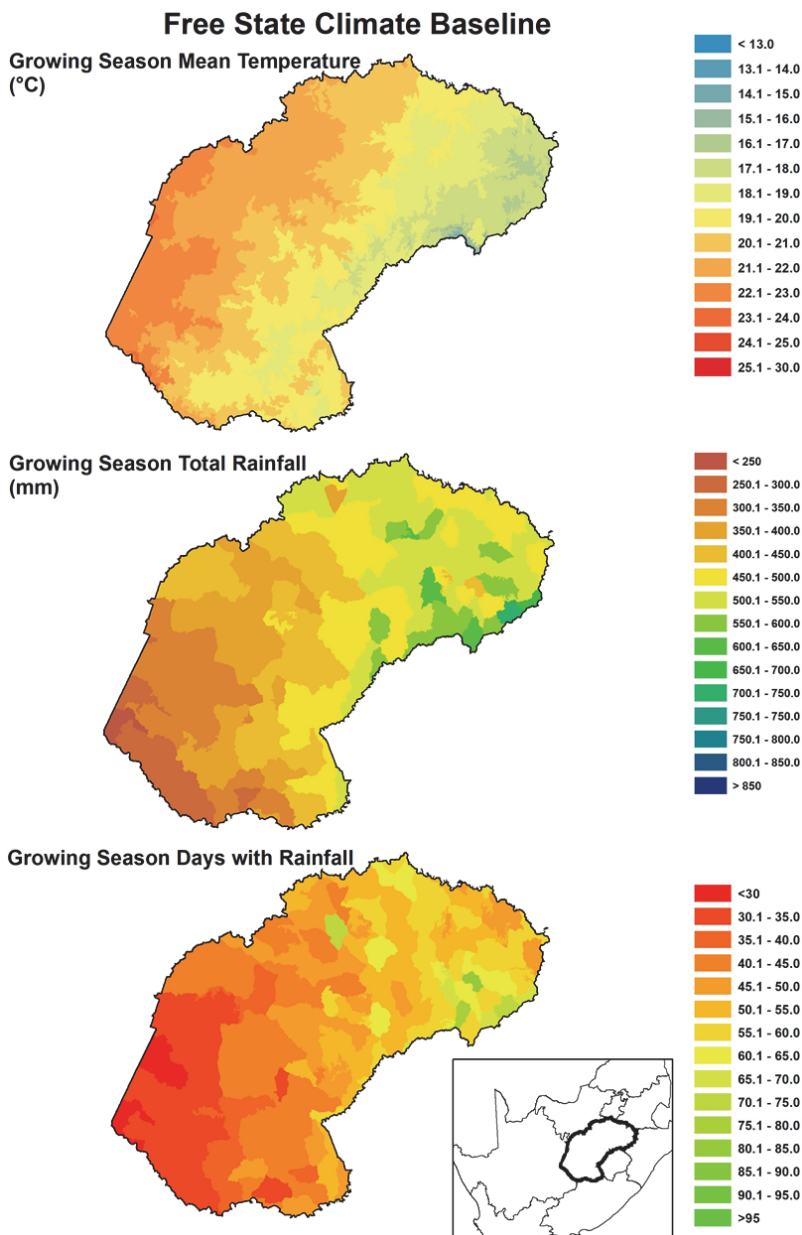 Free State Climate Baseline
Growing Season Mean Temperature
(°C)
< 13.0
13.1 - 14.0
14.1 - 15.0
15.1 - 16.0
16.1 - 17.0
17.1 - 18.0
18.1 - 19.0
19.1 - 20.0
20.1 - 21.0
21.1 - 22.0
22.1 - 23.0
23.1 - 24.0
24.1 - 25.0
25.1 - 30.0
Growing Season Total Rainfall
(mm)
< 250
250.1 - 300.0
300.1 - 350.0
350.1 - 400.0
400.1 - 450.0
450.1 - 500.0
500.1 - 550.0
550.1 - 600.0
600.1 - 650.0
650.1 - 700.0
700.1 - 750.0
750.1 - 750.0
750.1 - 800.0
800.1 - 850.0
> 850
Growing Season Days with Rainfall
<30
30.1 - 35.0
35.1 - 40.0
40.1 - 45.0
45.1 - 50.0
50.1 - 55.0
55.1 - 60.0
60.1 - 65.0
65.1 - 70.0
70.1 - 75.0
75.1 - 80.0
80.1 - 85.0
85.1 - 90.0
90.1 - 95.0
>95